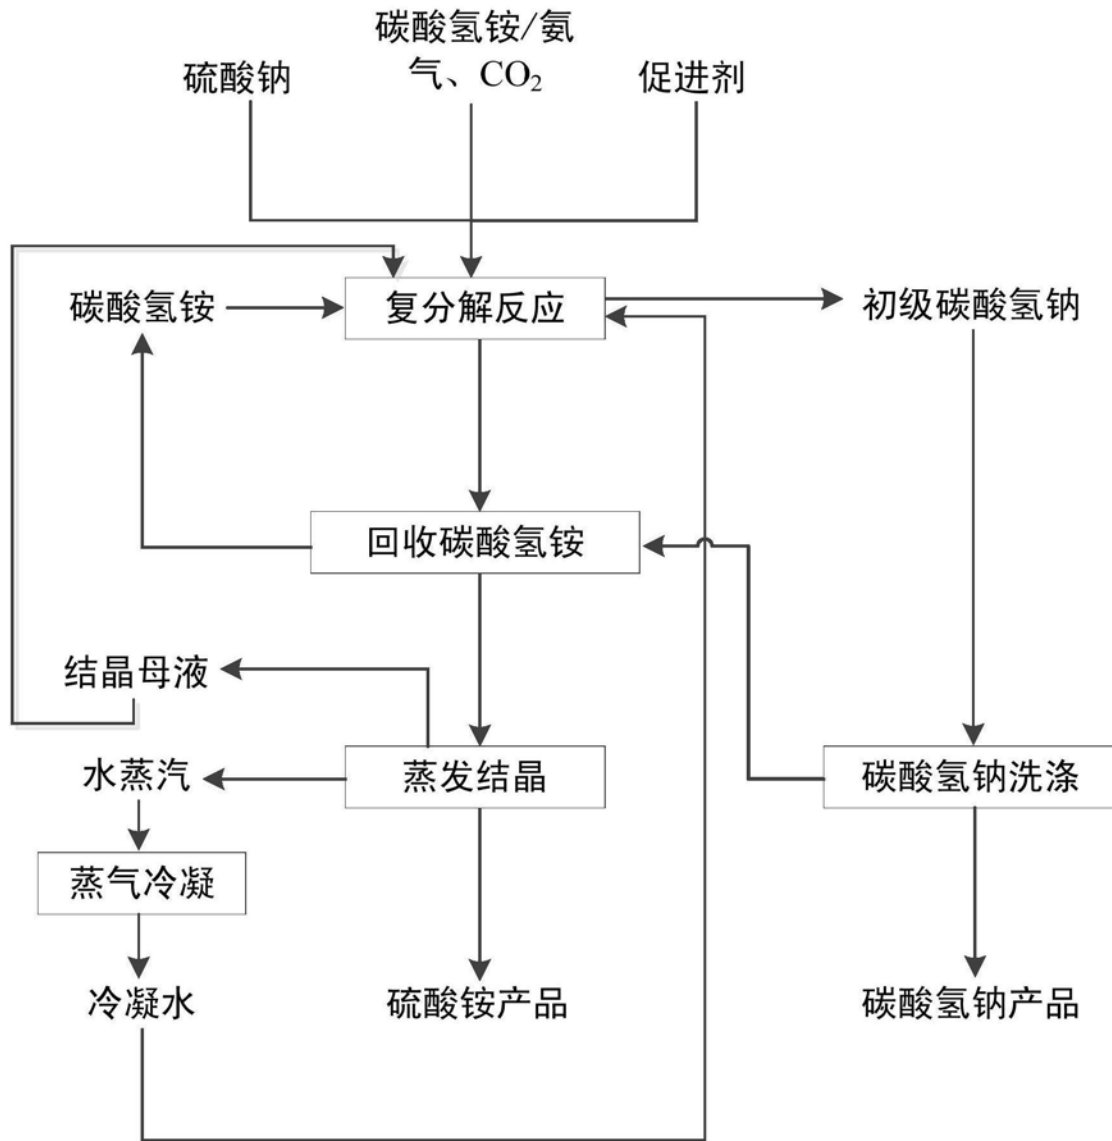 硫酸钠
碳酸氢铵/氨
气、CO₂
促进剂
碳酸氢铵
复分解反应
初级碳酸氢钠
回收碳酸氢铵
结晶母液
水蒸汽
蒸发结晶
碳酸氢钠洗涤
蒸气冷凝
冷凝水
硫酸铵产品
碳酸氢钠产品